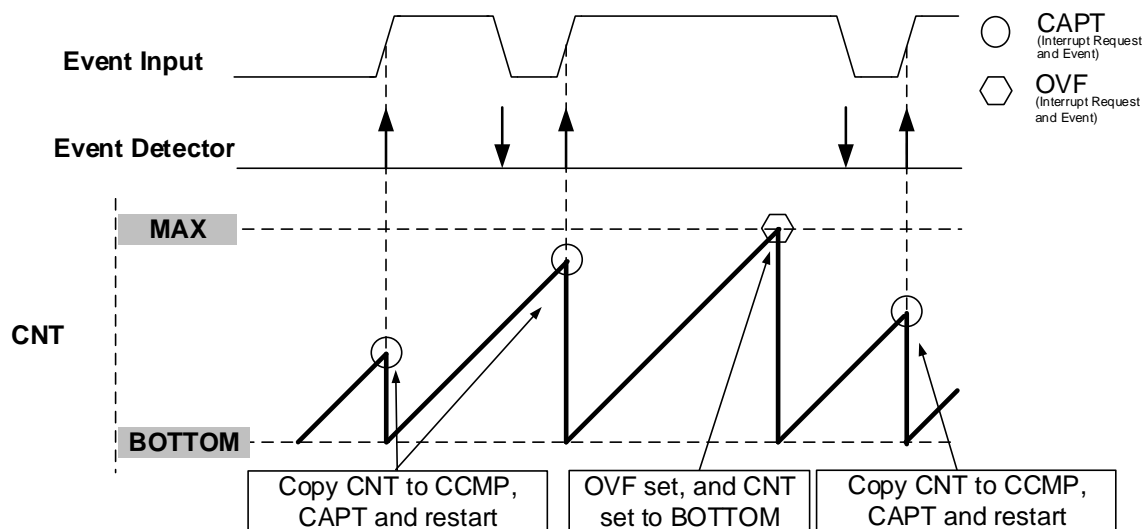 CAPT
(Interrupt Request
and Event)
Event Input
OVF
(Interrupt Request
and Event)
Event Detector
MAX
CNT
BOTTOM
Copy CNT to CCMP,
CAPT and restart
OVF set, and CNT
set to BOTTOM
Copy CNT to CCMP,
CAPT and restart